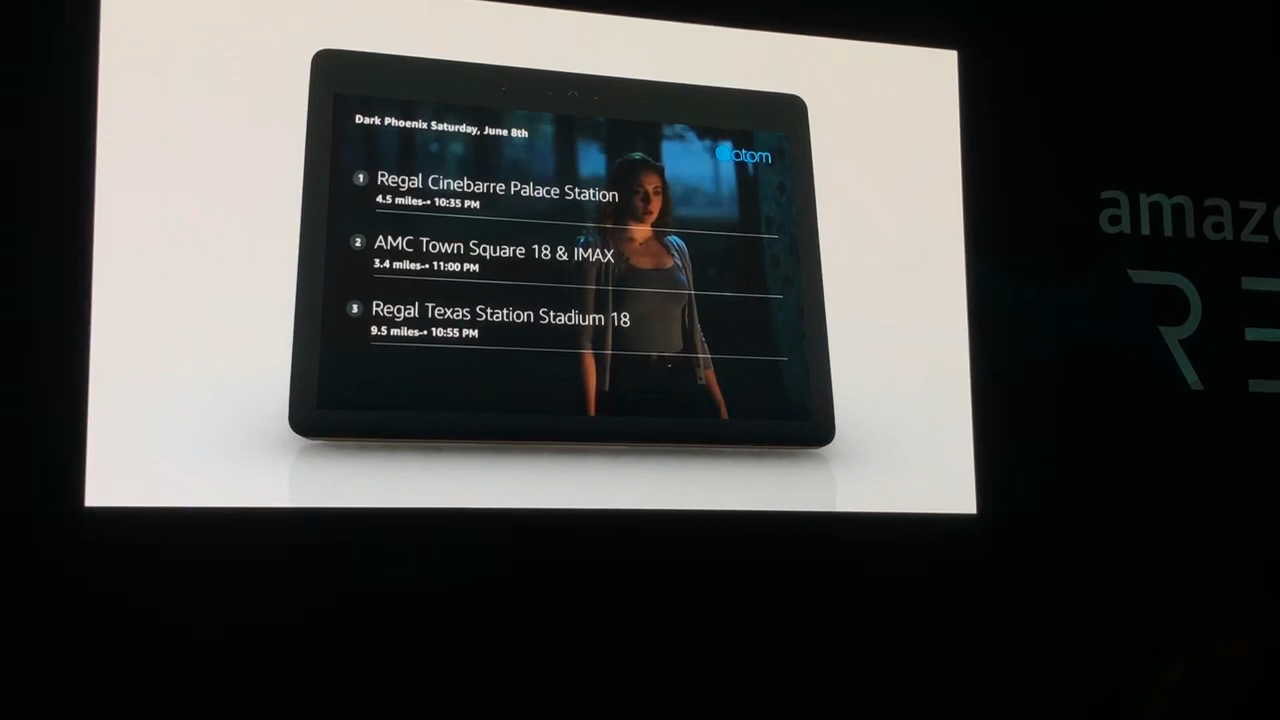 Dark Phoenix Saturday, June 8th
atom
1 Regal Cinebarre Palace Station
4.5 miles-• 10:35 PM
2 AMC Town Square 18 & IMAX
3.4 miles-• 11:00 PM
3 Regal Texas Station Stadium 18
9.5 miles-• 10:55 PM
amaz
RE